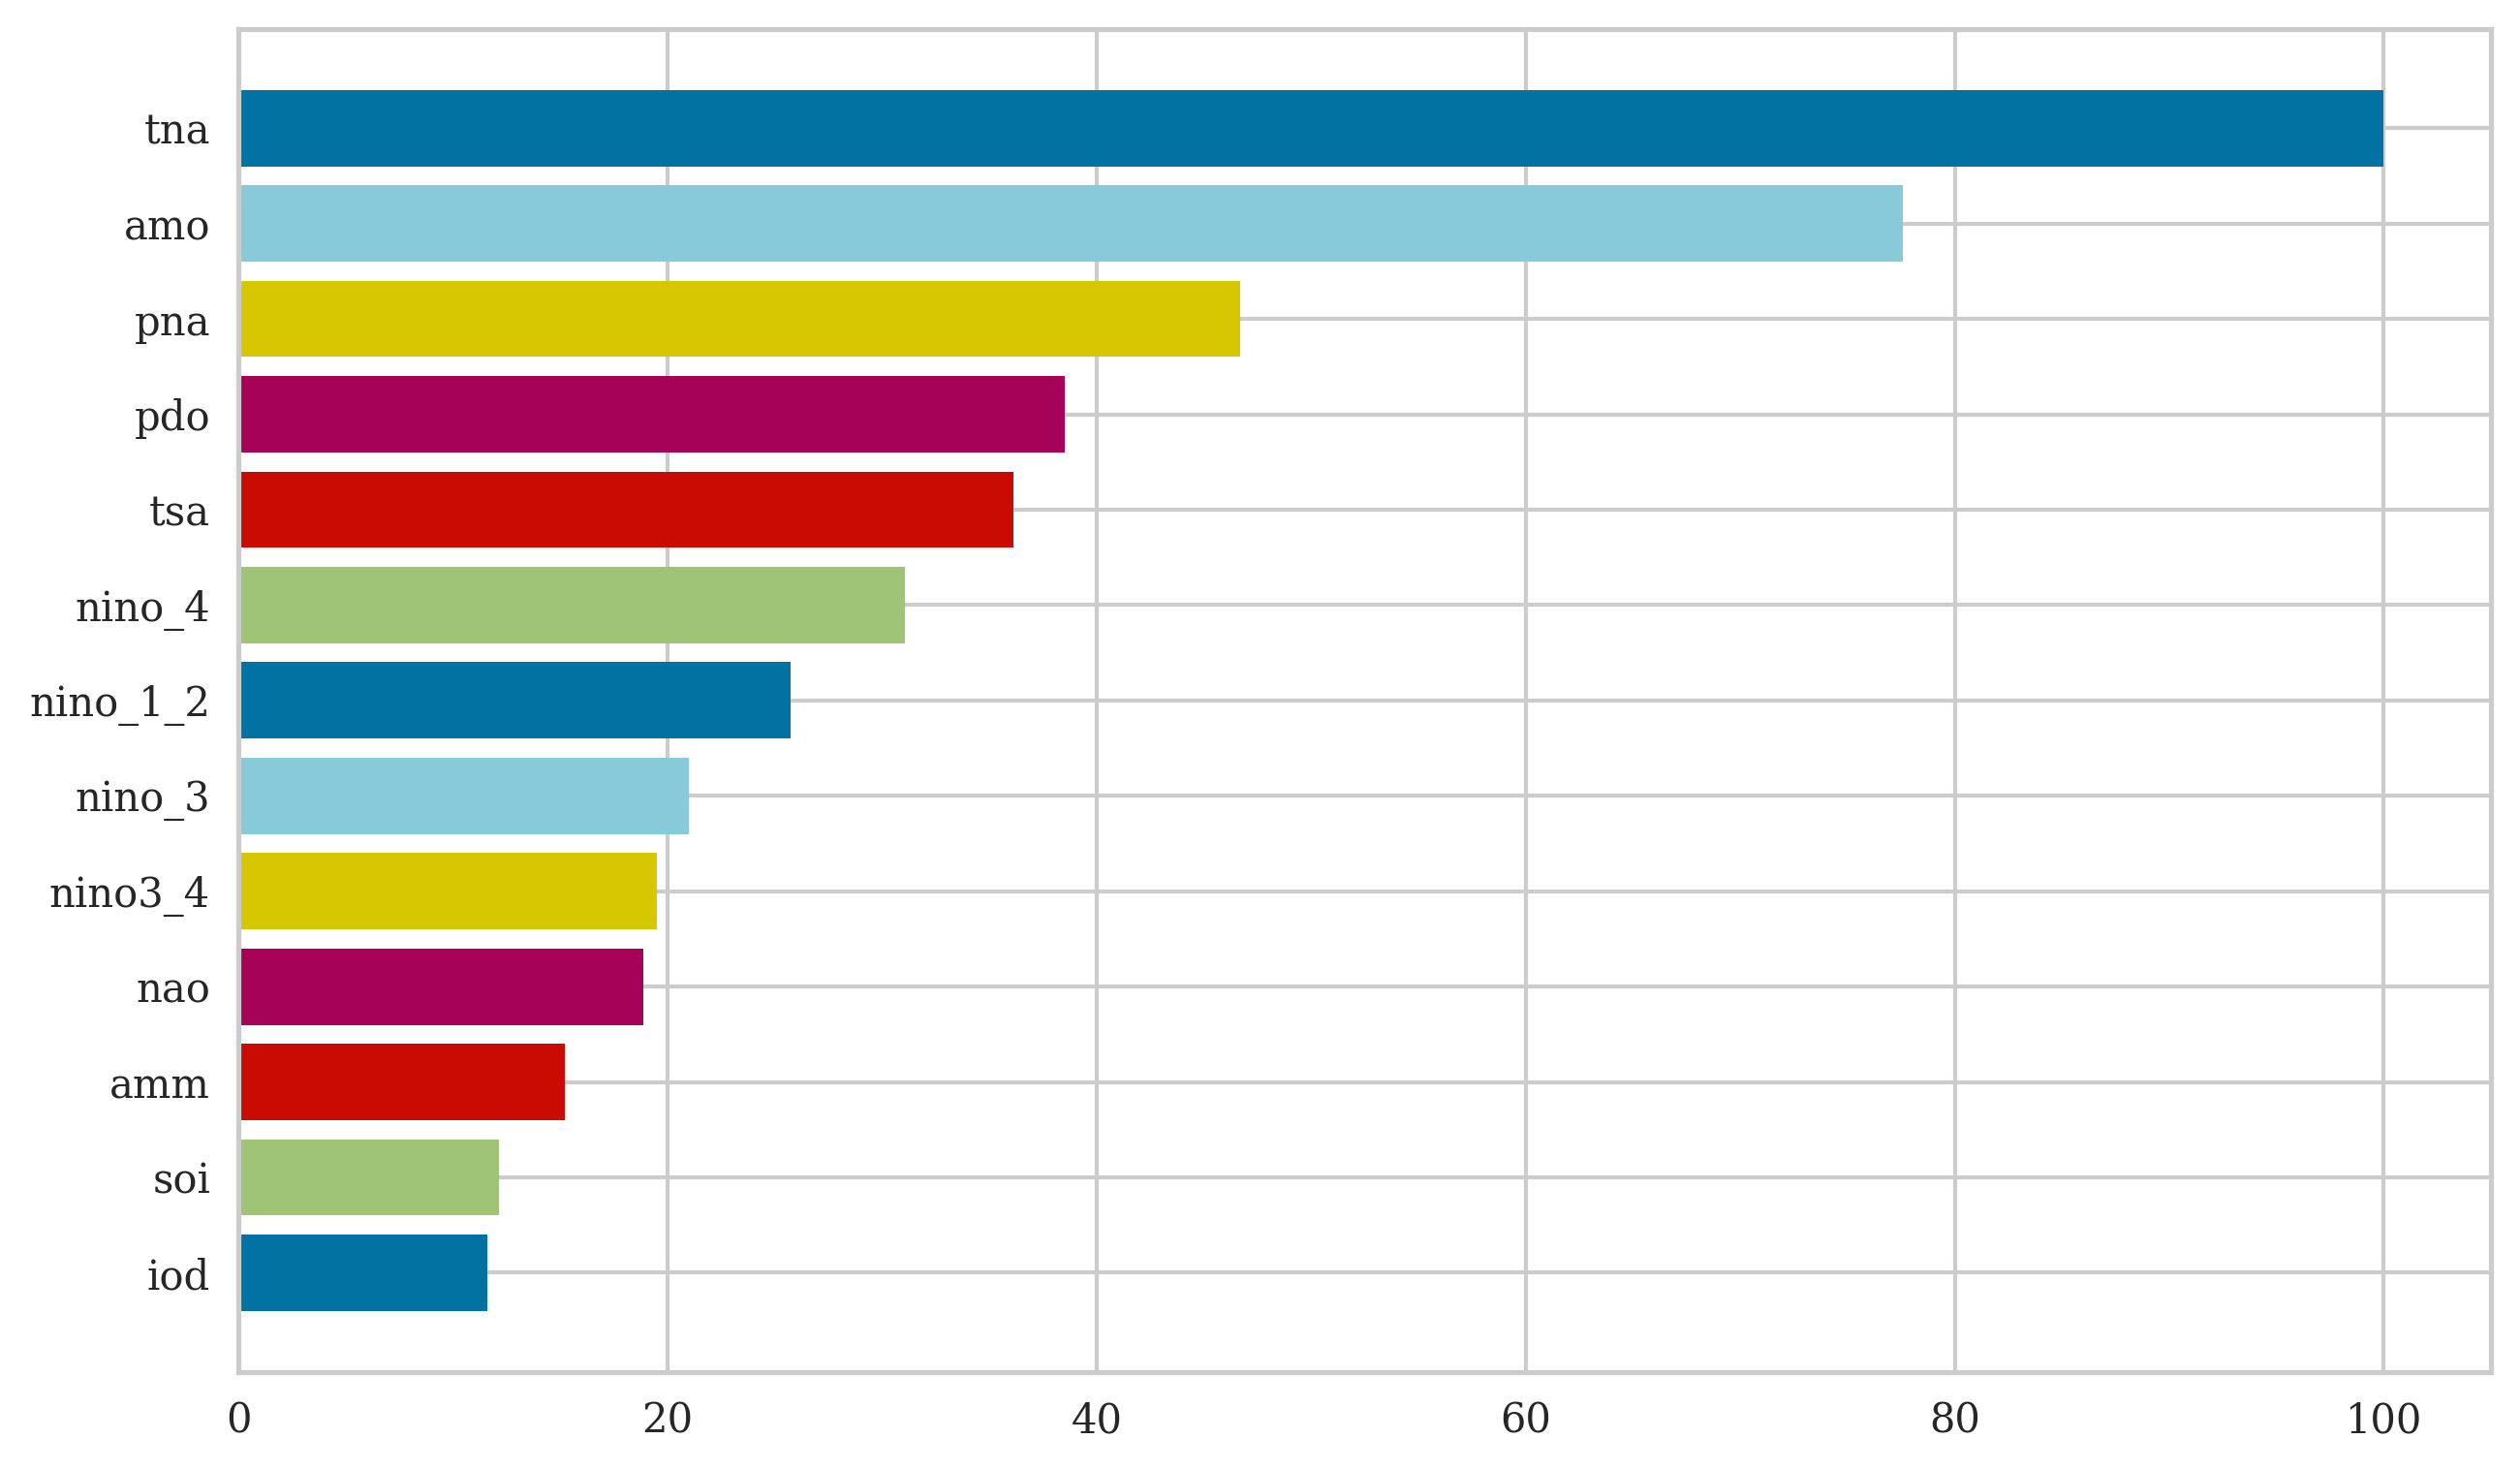 tna
amo
pna
pdo
tsa
nino_4
nino_1_2
nino_3
nino3_4
nao
amm
soi
iod
0 20 40 60 80 100